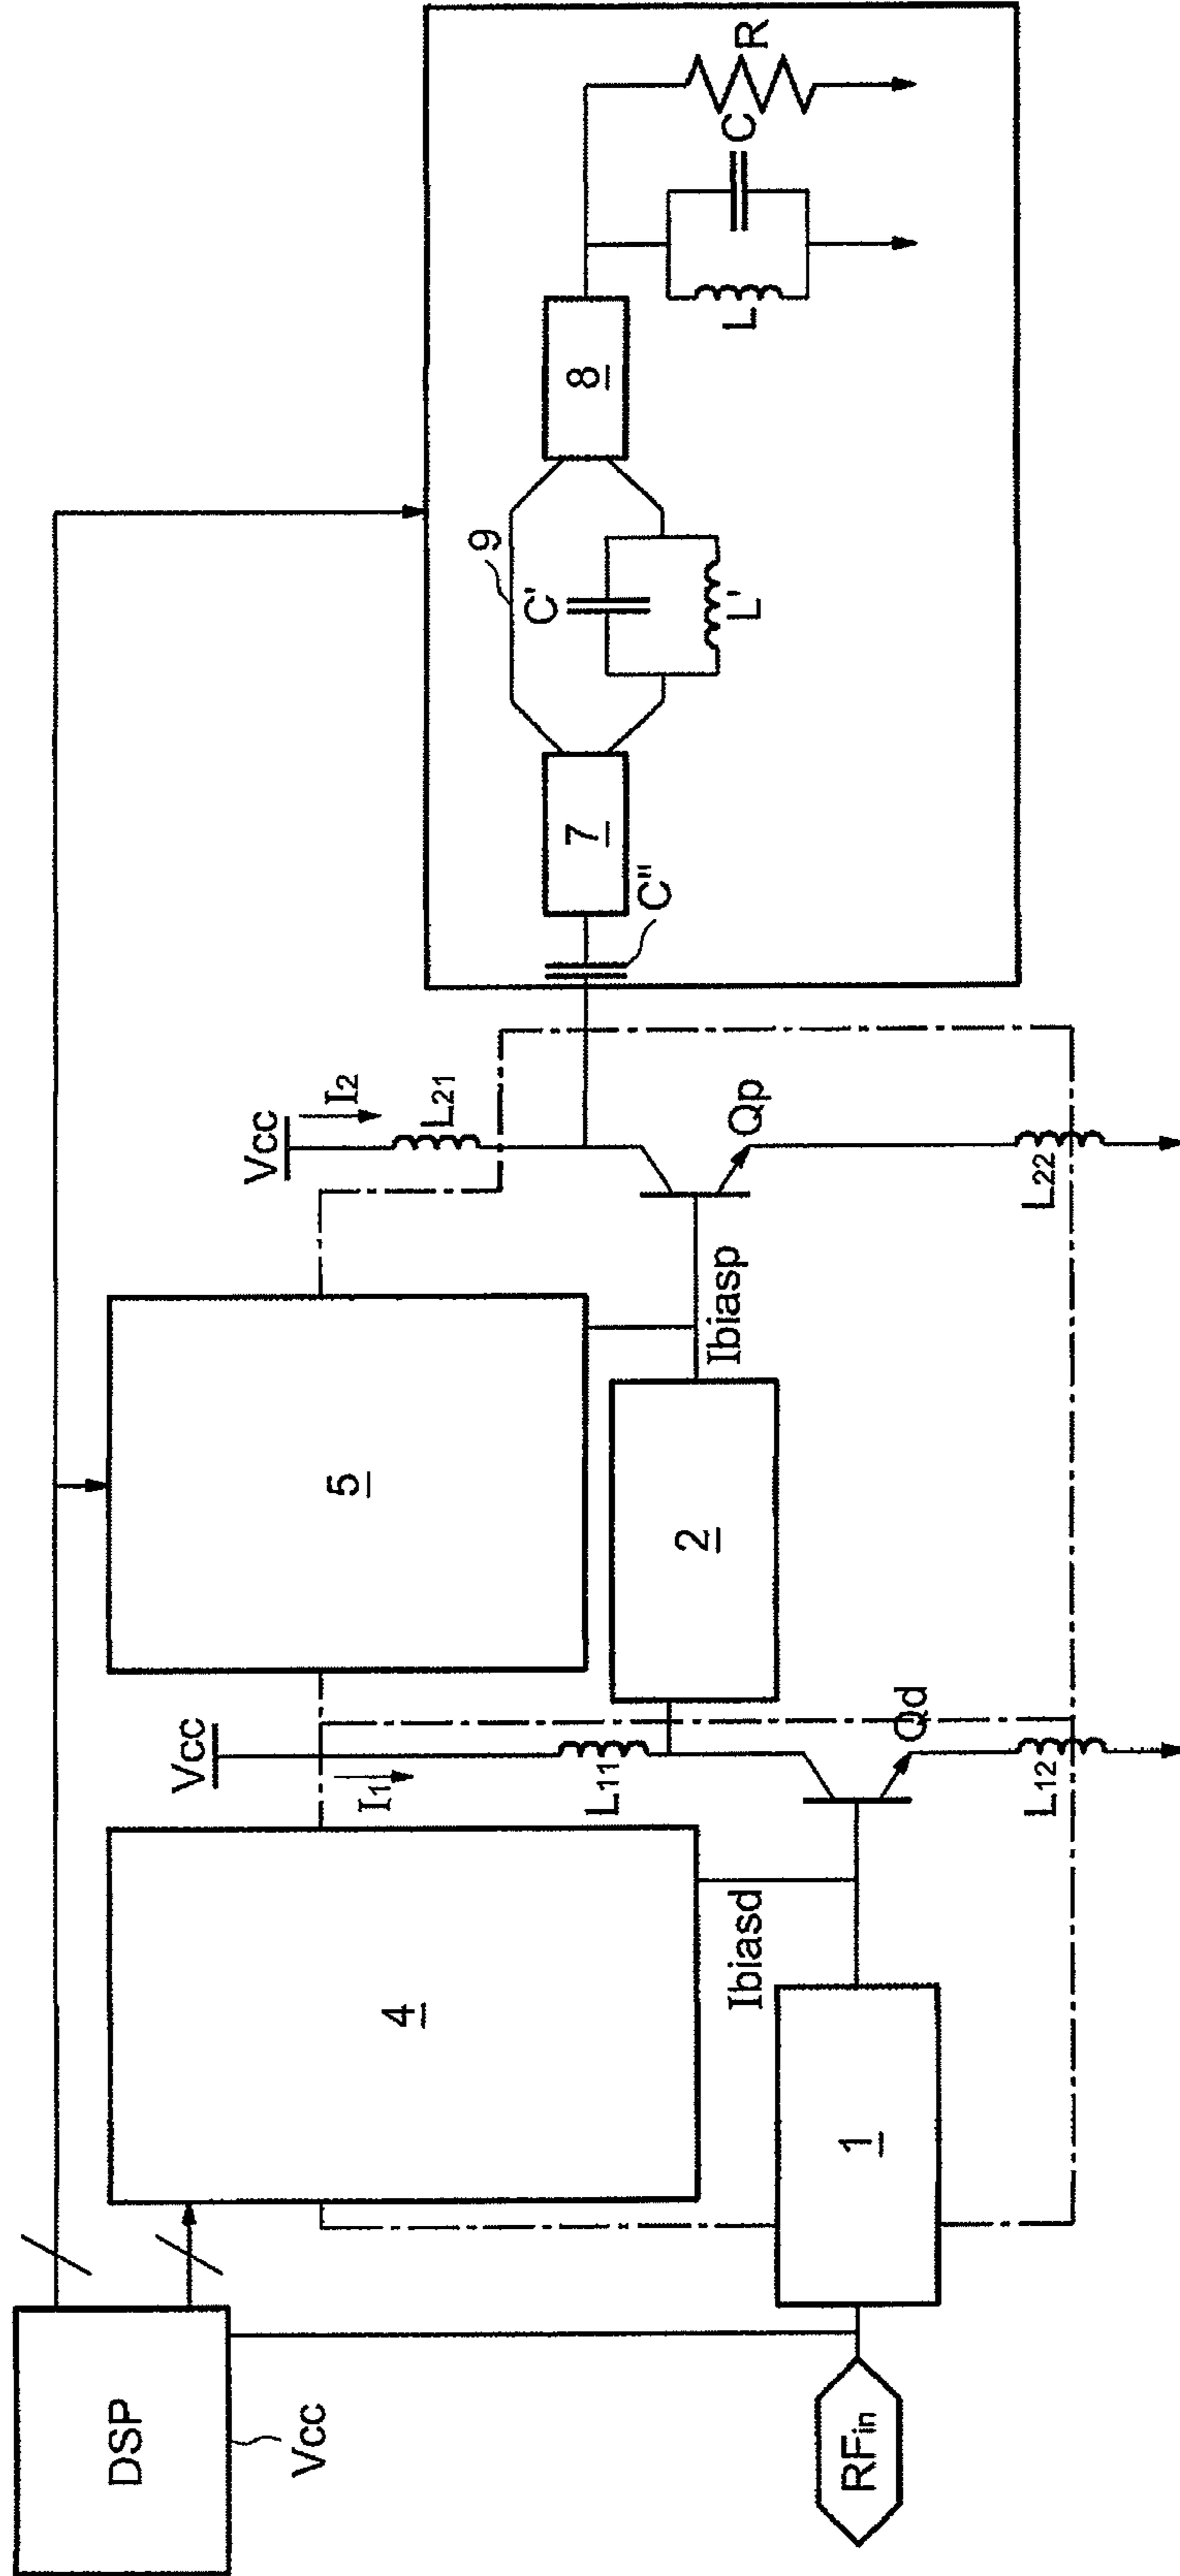 DSP
Vcc
RFin
1
4
Ibiasd
Vcc
I1
L11
Qd
L12
2
5
Ibiasp
Vcc
I2
L21
Qp
L22
C"
7
9
C'
L'
8
L
C
R